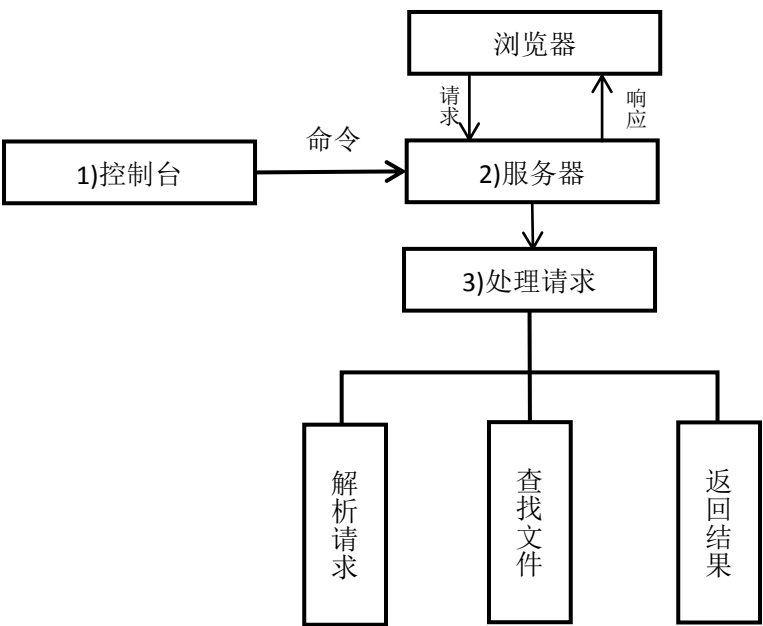 浏览器
请求
响应
命令
1)控制台
2)服务器
3)处理请求
解析请求
查找文件
返回结果